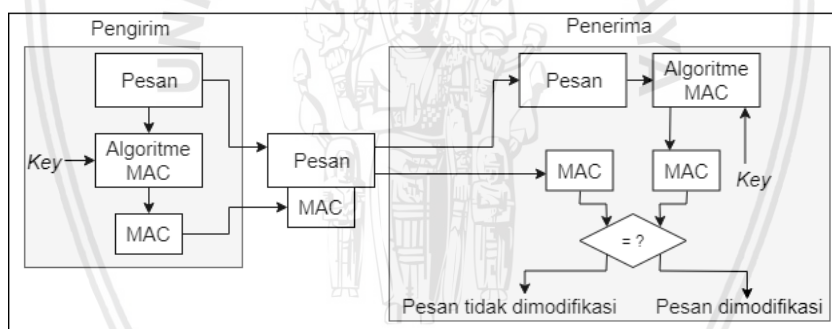 Pengirim
Penerima
Pesan
Key
Algoritme
MAC
MAC
Pesan
MAC
Pesan
Algoritme
MAC
MAC
MAC
Key
= ?
Pesan tidak dimodifikasi
Pesan dimodifikasi